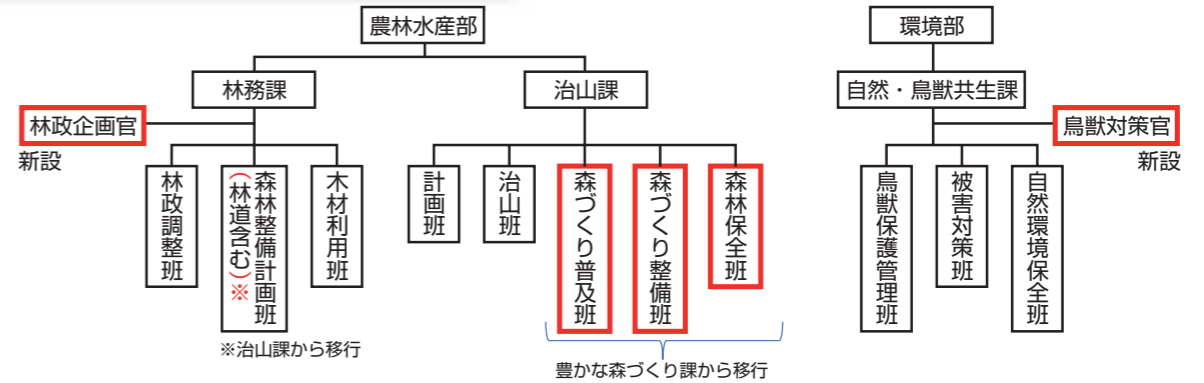 農林水産部
環境部
林務課
治山課
自然・鳥獣共生課
林政企画官
新設
鳥獣対策官
新設
林政調整班
森林整備計画班
(林道含む)※
木材利用班
計画班
治山班
森づくり普及班
森づくり整備班
森林保全班
鳥獣保護管理班
被害対策班
自然環境保全班
※治山課から移行
豊かな森づくり課から移行